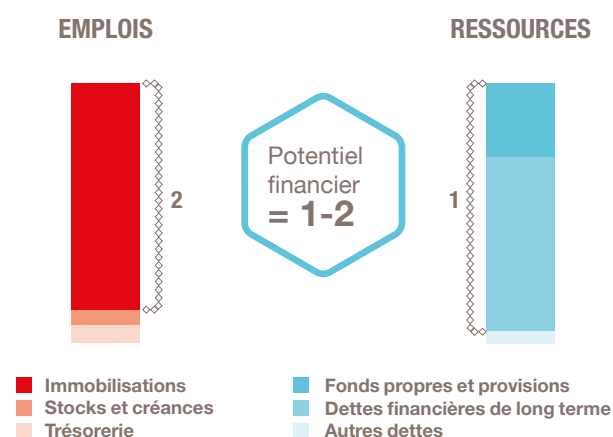 EMPLOIS
RESSOURCES
Potentiel
financier
= 1-2
2
1
Immobilisations
Stocks et créances
Trésorerie
Fonds propres et provisions
Dettes financières de long terme
Autres dettes